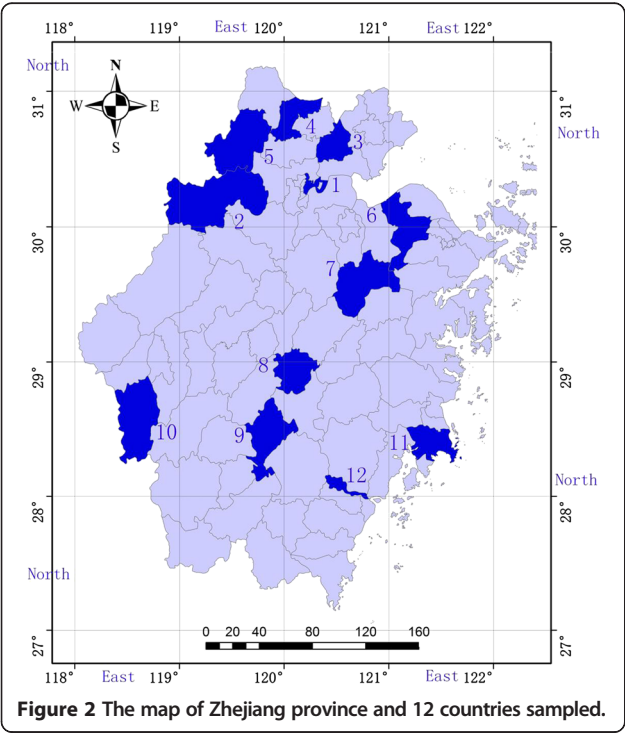 118° 119° East 120° 121° East 122°
North
N
W E
S
31° 31°
North
4
3
5
1
2
6
30° 30°
7
8
29° 29°
10
9
11
12
North
28° 28°
North
0 20 40 80 120 160
27° 27°
118° East 119° 120° 121° East 122°
Figure 2 The map of Zhejiang province and 12 countries sampled.